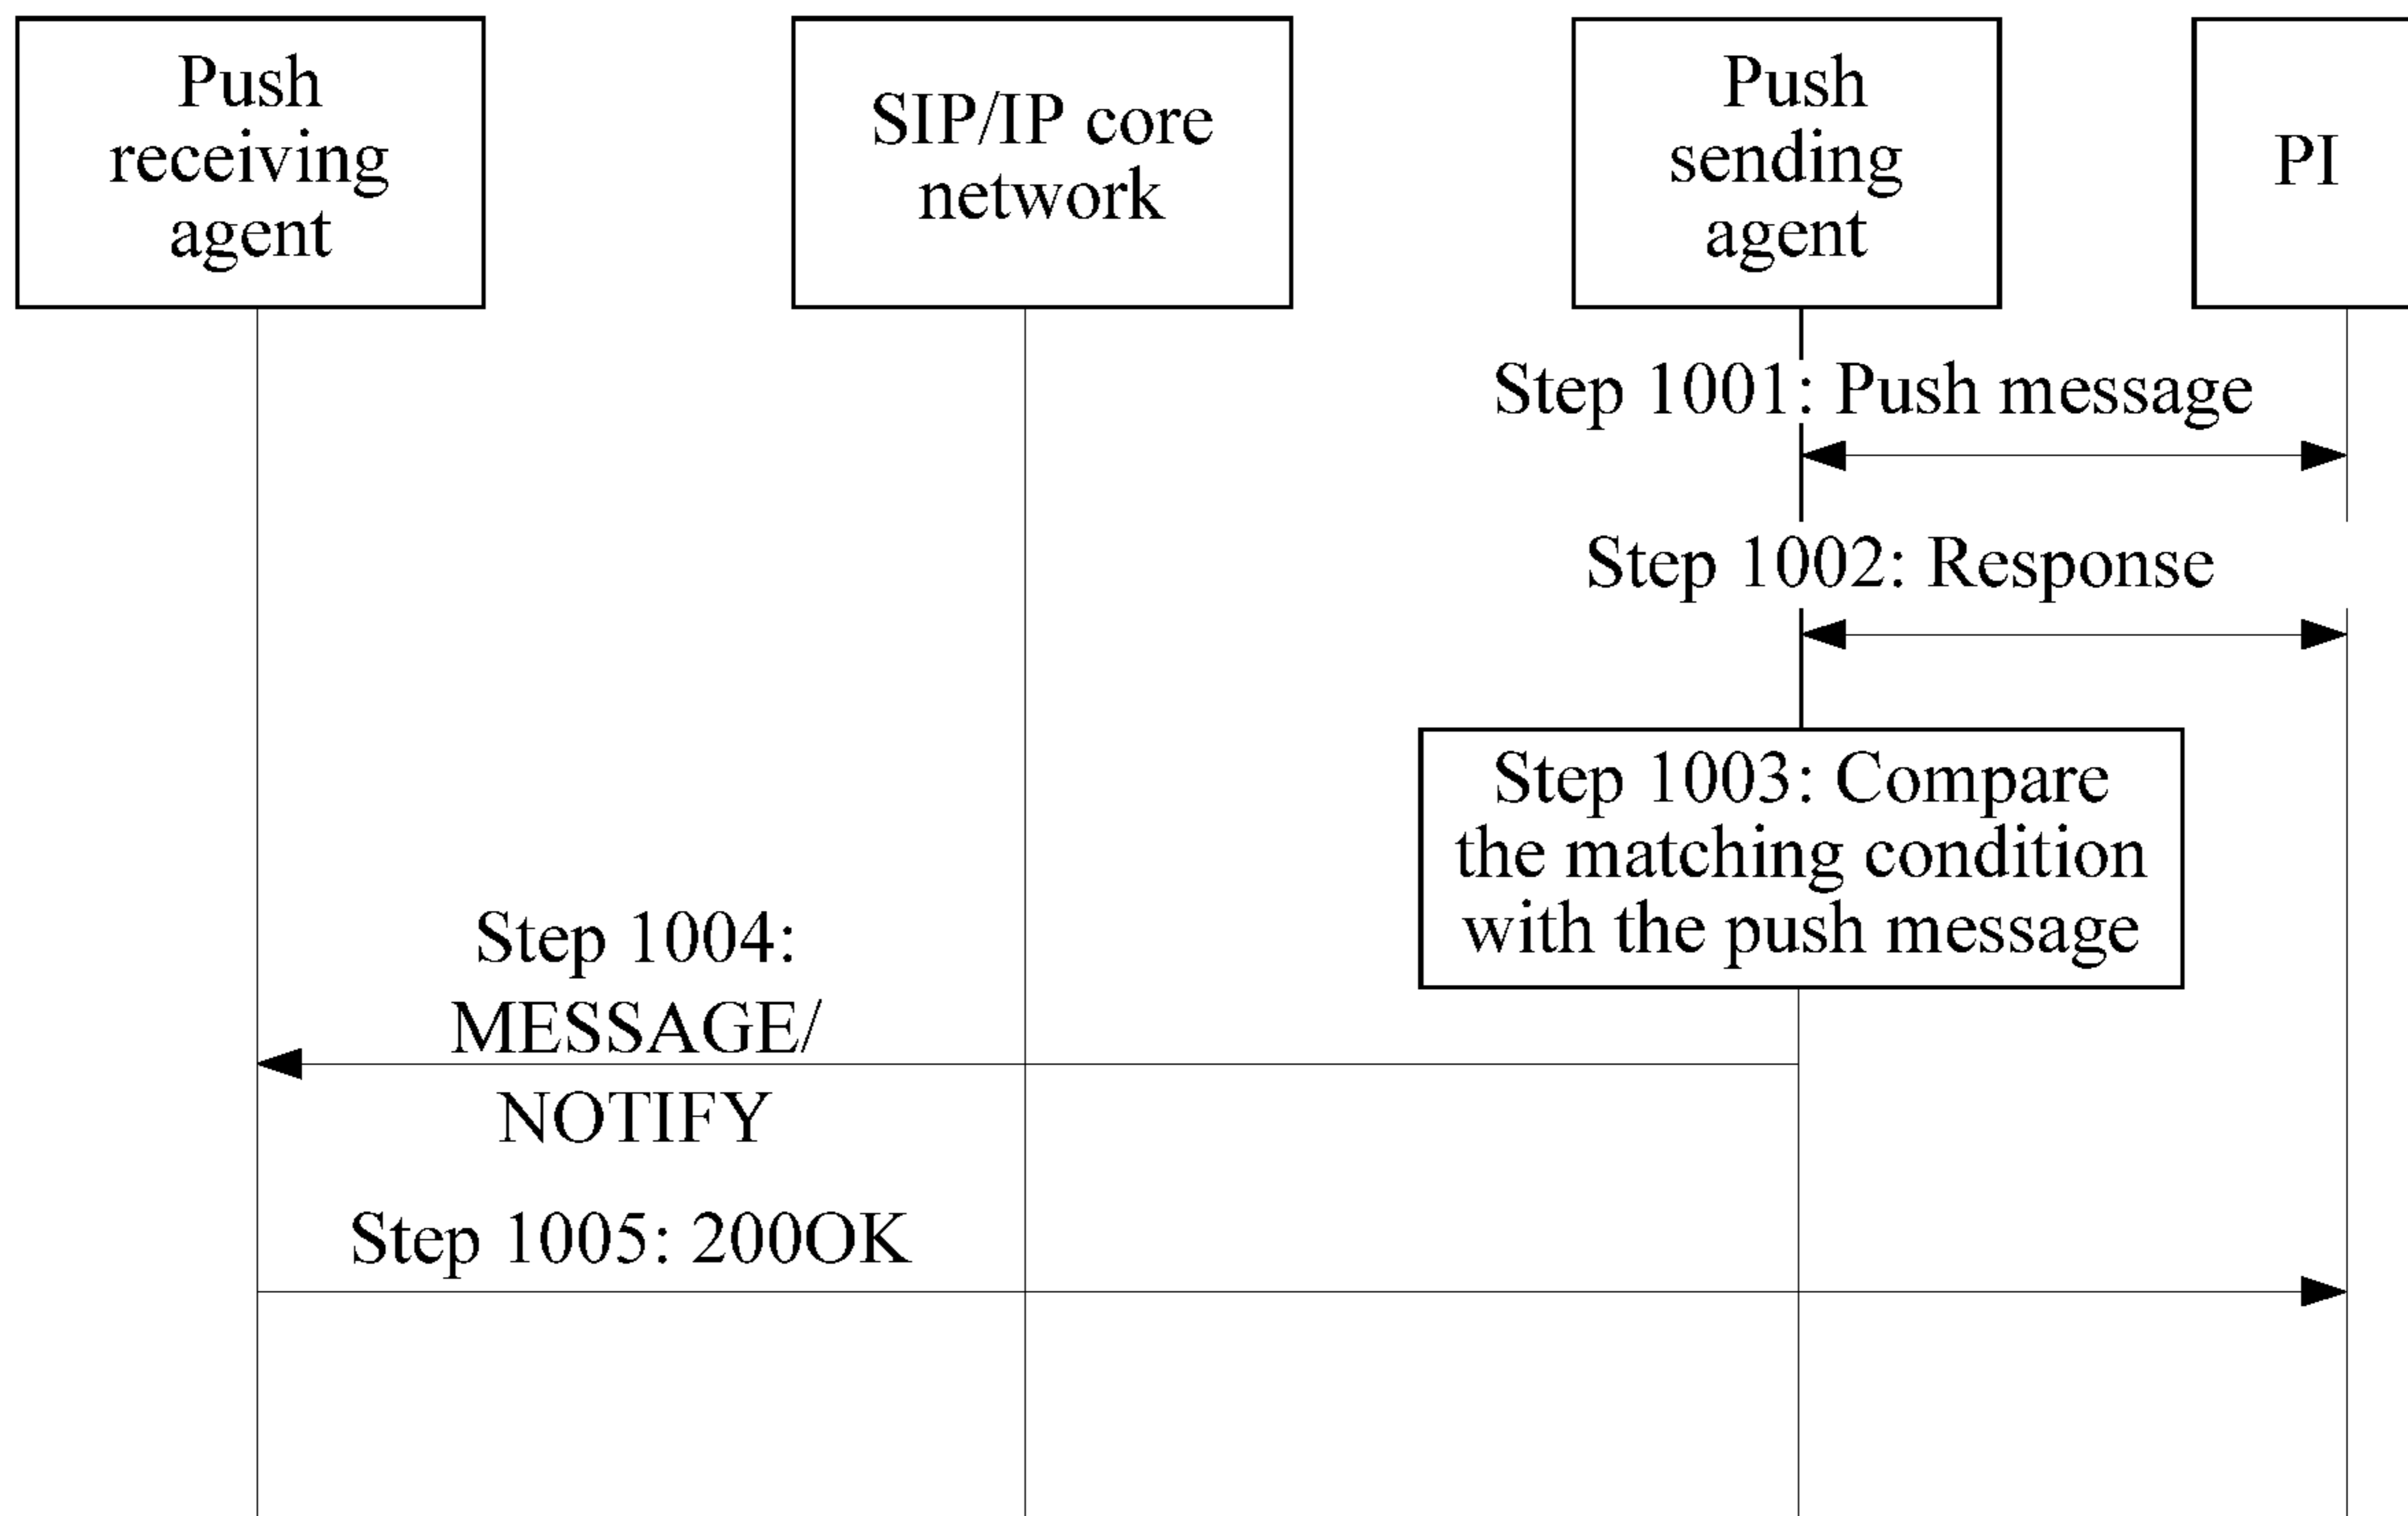 Push
receiving
agent
SIP/IP core
network
Push
sending
agent
PI
Step 1001: Push message
Step 1002: Response
Step 1003: Compare
the matching condition
with the push message
Step 1004:
MESSAGE/
NOTIFY
Step 1005: 200OK